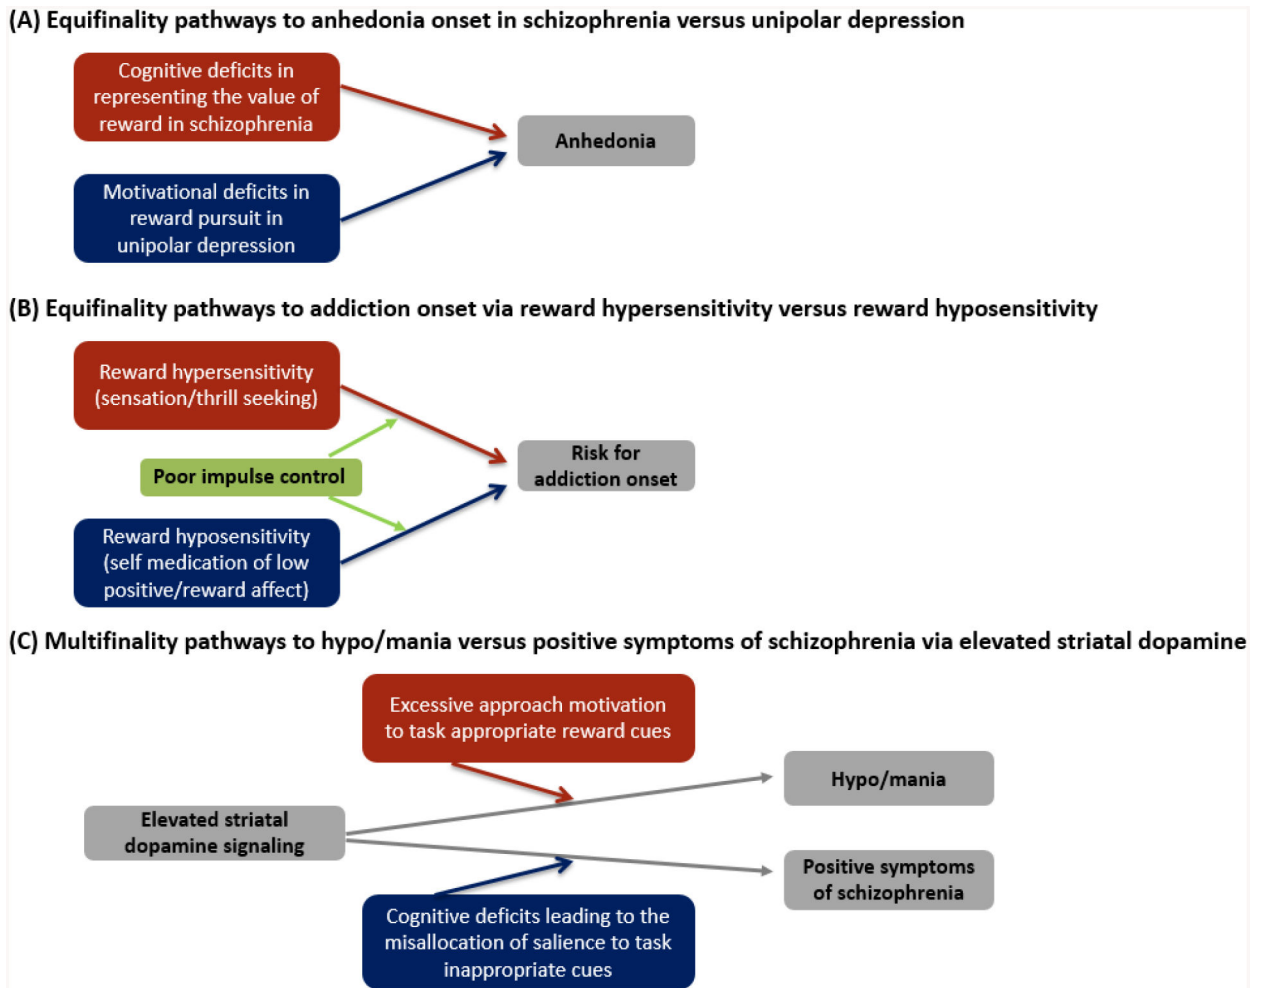 (A) Equifinality pathways to anhedonia onset in schizophrenia versus unipolar depression
Cognitive deficits in
representing the value of
reward in schizophrenia
Anhedonia
Motivational deficits in
reward pursuit in
unipolar depression
(B) Equifinality pathways to addiction onset via reward hypersensitivity versus reward hyposensitivity
Reward hypersensitivity
(sensation/thrill seeking)
Poor impulse control
Risk for
addiction onset
Reward hyposensitivity
(self medication of low
positive/reward affect)
(C) Multifinality pathways to hypo/mania versus positive symptoms of schizophrenia via elevated striatal dopamine
Excessive approach motivation
to task appropriate reward cues
Hypo/mania
Elevated striatal
dopamine signaling
Positive symptoms
of schizophrenia
Cognitive deficits leading to the
misallocation of salience to task
inappropriate cues